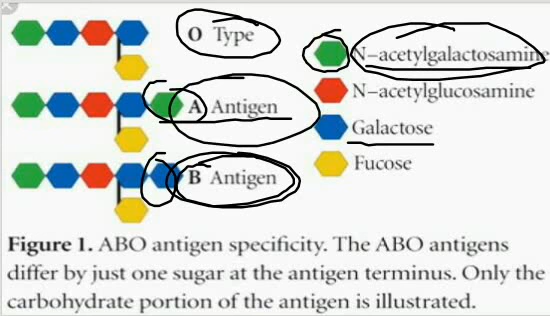 O Type
N-acetylgalactosamine
N-acetylglucosamine
A Antigen
Galactose
B Antigen
Fucose
Figure 1. ABO antigen specificity. The ABO antigens
differ by just one sugar at the antigen terminus. Only the
carbohydrate portion of the antigen is illustrated.